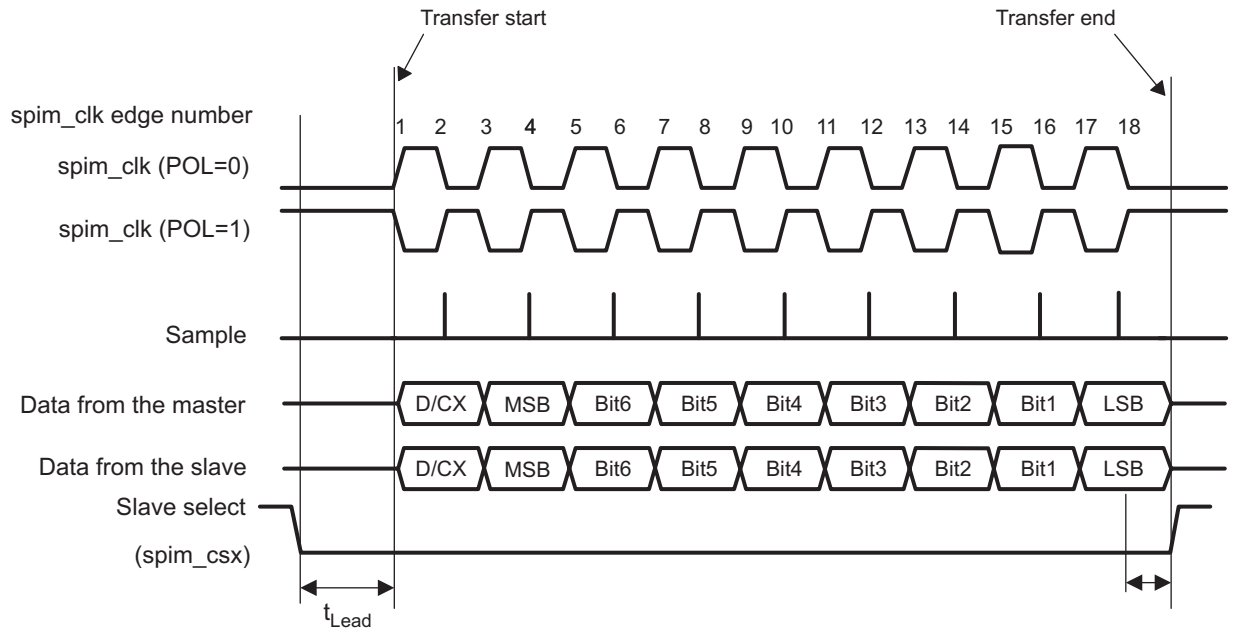 Transfer start
Transfer end
spim_clk edge number
1 2 3 4 5 6 7 8 9 10 11 12 13 14 15 16 17 18
spim_clk (POL=0)
spim_clk (POL=1)
Sample
Data from the master
D/CX MSB Bit6 Bit5 Bit4 Bit3 Bit2 Bit1 LSB
Data from the slave
D/CX MSB Bit6 Bit5 Bit4 Bit3 Bit2 Bit1 LSB
Slave select
(spim_csx)
tLead